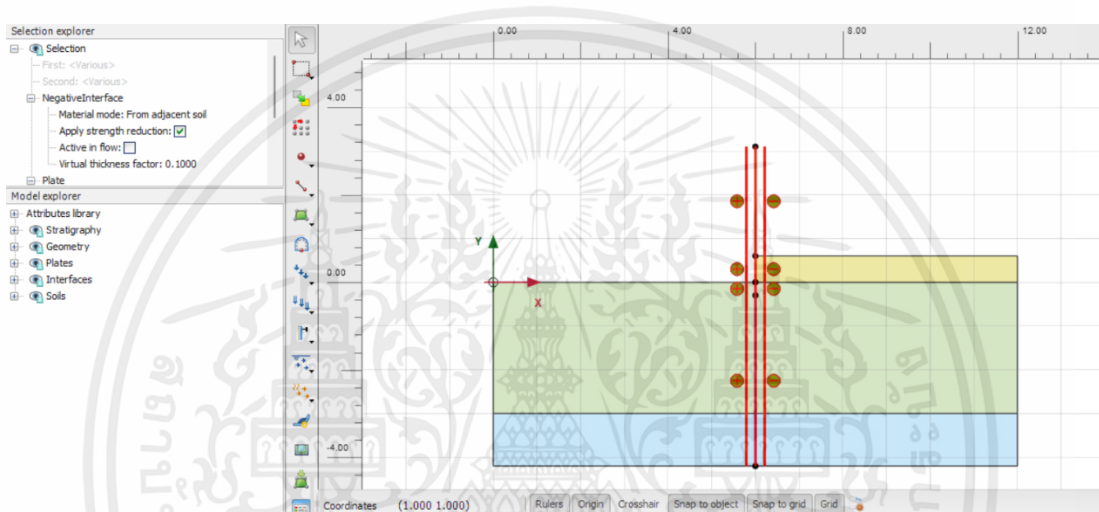 Selection explorer
Selection
First: <Various>
Second: <Various>
NegativeInterface
Material mode: From adjacent soil
Apply strength reduction:
Active in flow:
Virtual thickness factor: 0.1000
Plate
Model explorer
Attributes library
Stratigraphy
Geometry
Plates
Interfaces
Soils
0.00
4.00
8.00
12.00
4.00
0.00
-4.00
Y
X
Coordinates (1.000 1.000)
Rulers Origin Crosshair Snap to object Snap to grid Grid